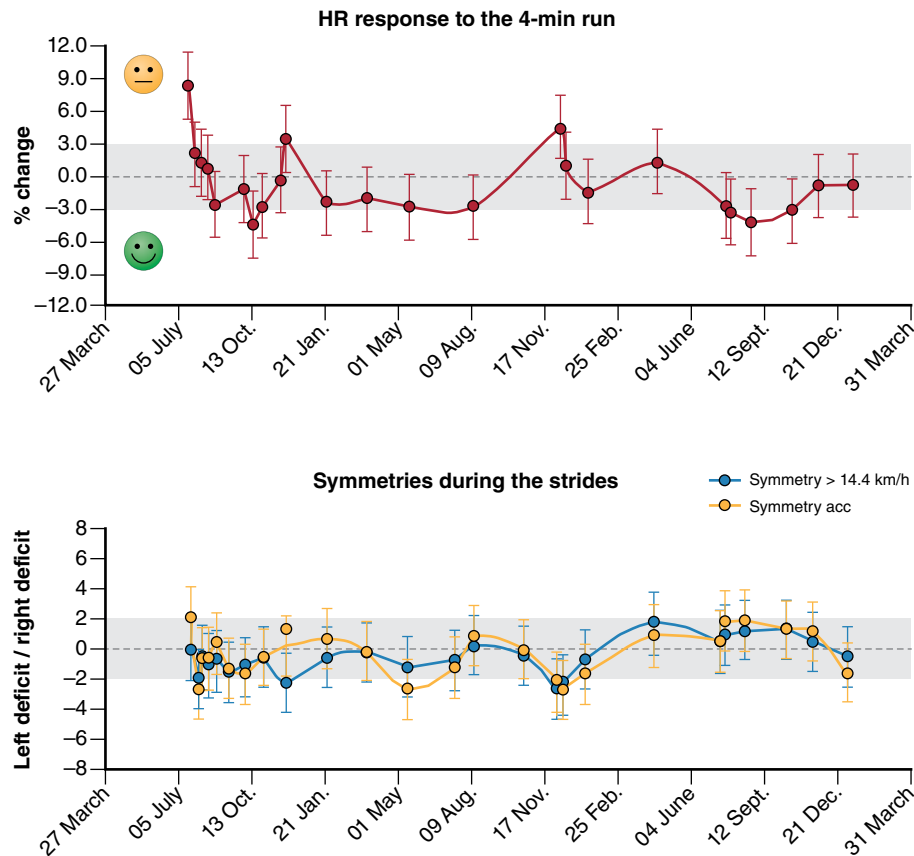 HR response to the 4-min run
% change
12.0
9.0
6.0
3.0
0.0
−3.0
−6.0
−9.0
−12.0
27 March
05 July
13 Oct.
21 Jan.
01 May
09 Aug.
17 Nov.
25 Feb.
04 June
12 Sept.
21 Dec.
31 March
Symmetries during the strides
Symmetry > 14.4 km/h
Symmetry acc
Left deficit / right deficit
8
6
4
2
0
−2
−4
−6
−8
27 March
05 July
13 Oct.
21 Jan.
01 May
09 Aug.
17 Nov.
25 Feb.
04 June
12 Sept.
21 Dec.
31 March